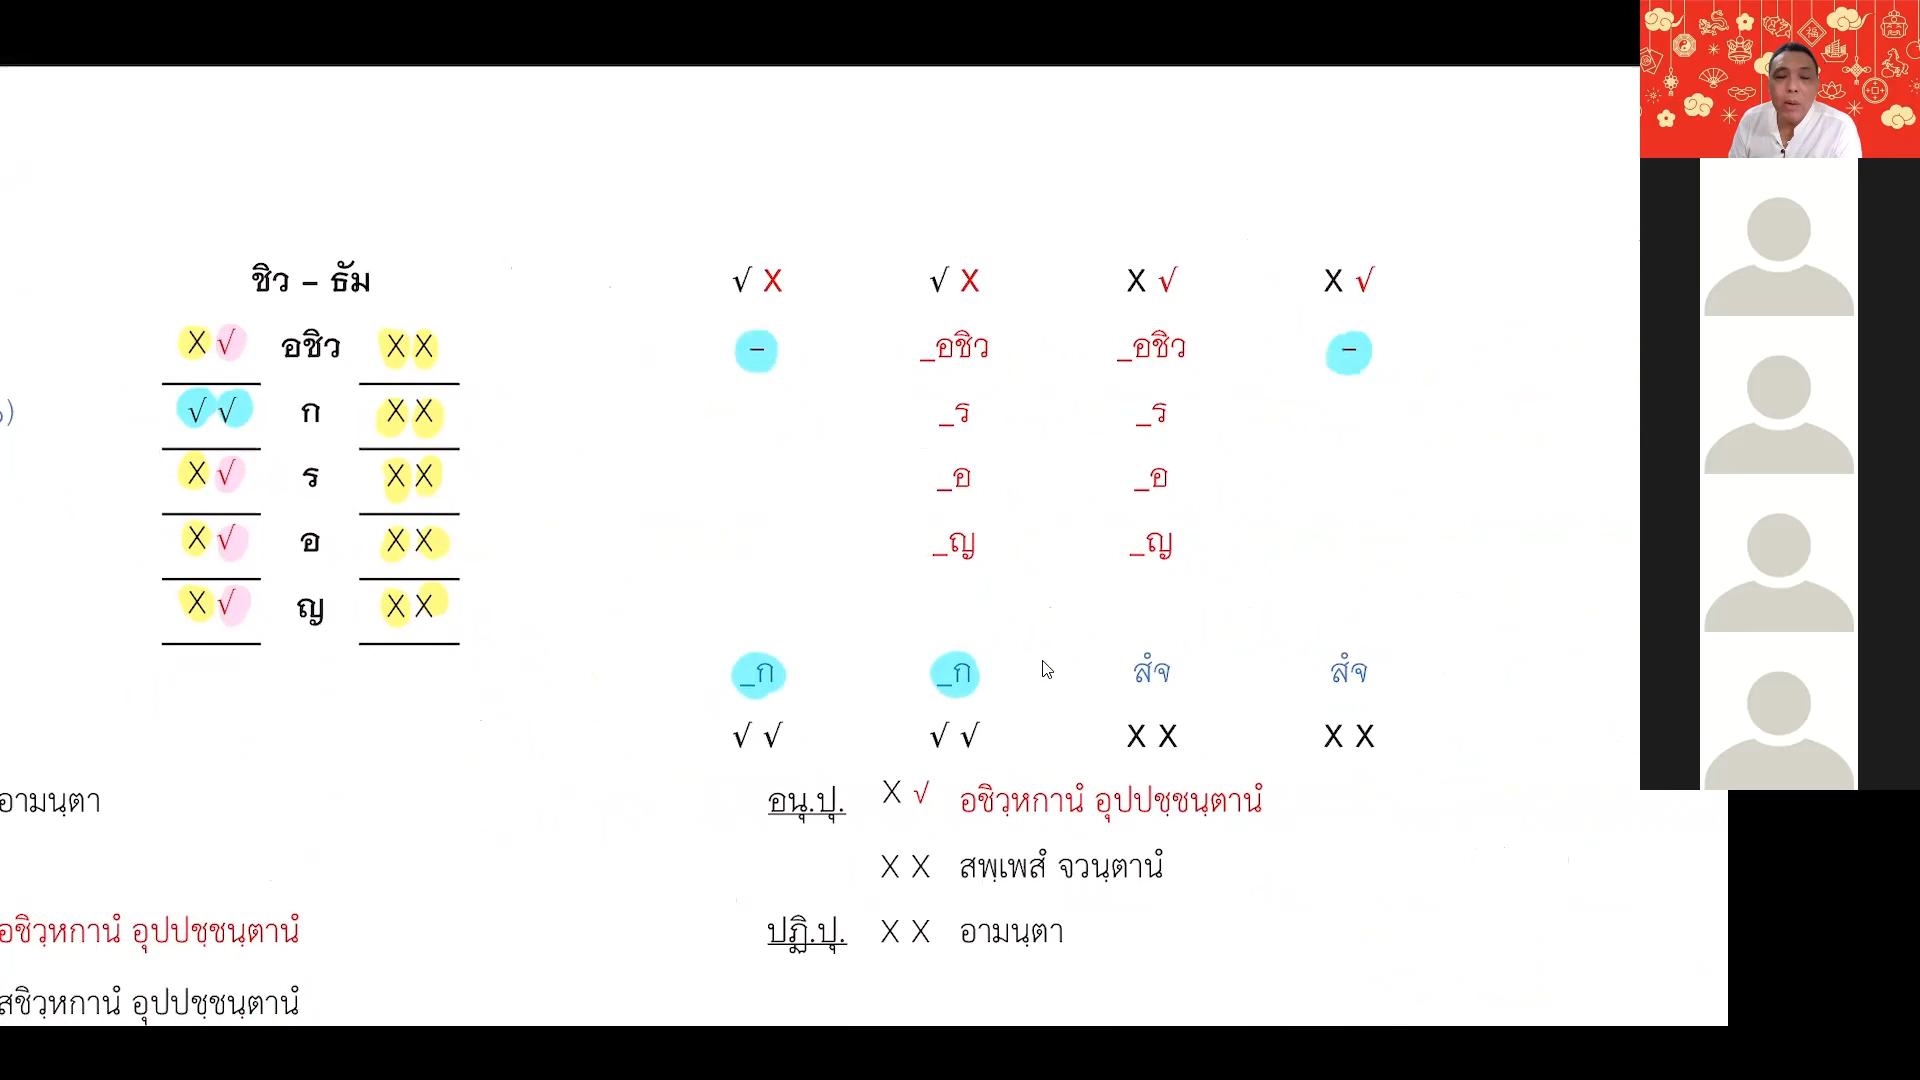 ชิว – ธัม
√ X √ X X √ X √
X √ อชิว X X – _อชิว _อชิว –
√ √ ก X X _ร _ร
X √ ร X X _อ _อ
X √ อ X X _ญ _ญ
X √ ญ X X
_ก _ก สํจ สํจ
√ √ √ √ X X X X
อามนฺตา อนุ.ปุ. X √ อชิวฺหกานํ อุปปชฺชนฺตานํ
X X สพฺเพสํ จวนฺตานํ
อชิวฺหกานํ อุปปชฺชนฺตานํ ปฏิ.ปุ. X X อามนฺตา
สชิวฺหกานํ อุปปชฺชนฺตานํ